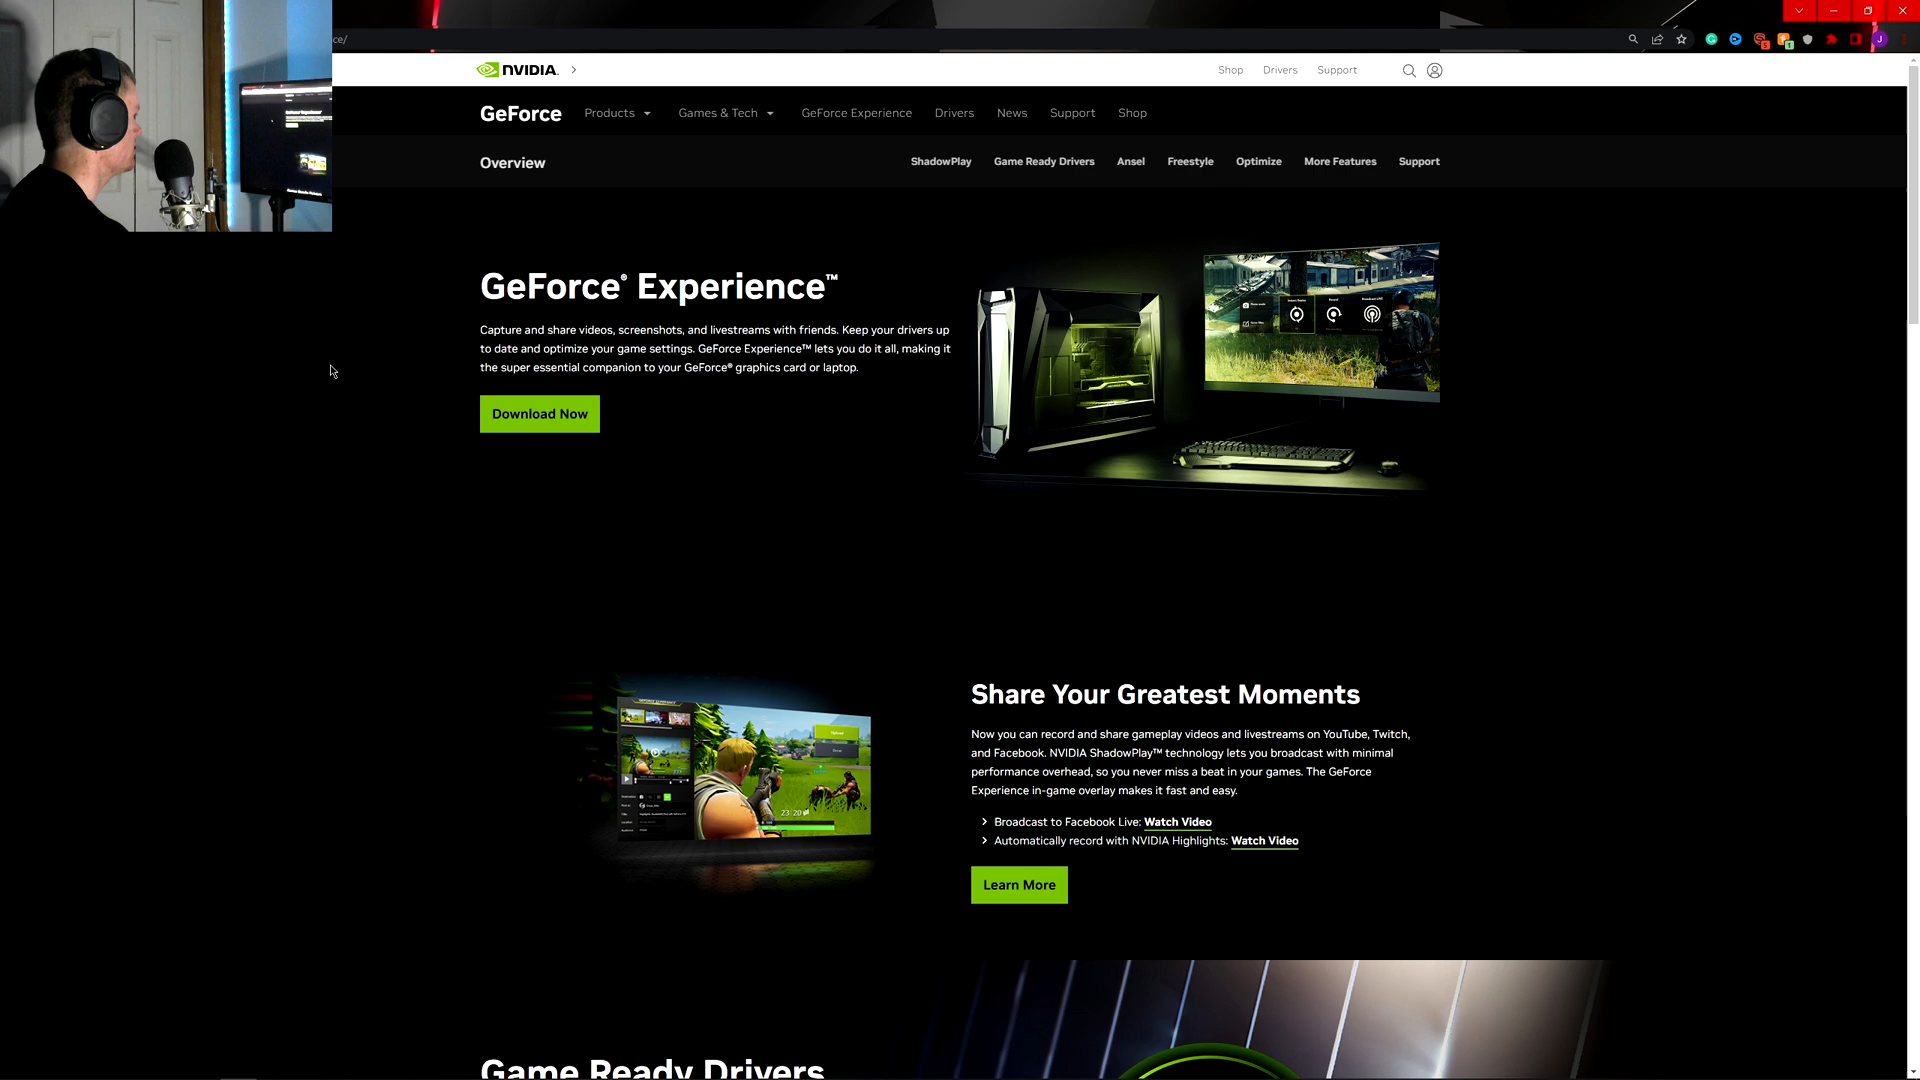 ce/
NVIDIA.
Shop Drivers Support
GeForce Products Games & Tech GeForce Experience Drivers News Support Shop
Overview ShadowPlay Game Ready Drivers Ansel Freestyle Optimize More Features Support
GeForce® Experience™
Capture and share videos, screenshots, and livestreams with friends. Keep your drivers up
to date and optimize your game settings. GeForce Experience™ lets you do it all, making it
the super essential companion to your GeForce® graphics card or laptop.
Download Now
Share Your Greatest Moments
Now you can record and share gameplay videos and livestreams on YouTube, Twitch,
and Facebook. NVIDIA ShadowPlay™ technology lets you broadcast with minimal
performance overhead, so you never miss a beat in your games. The GeForce
Experience in-game overlay makes it fast and easy.
Broadcast to Facebook Live: Watch Video
Automatically record with NVIDIA Highlights: Watch Video
Learn More
Game Ready Drivers